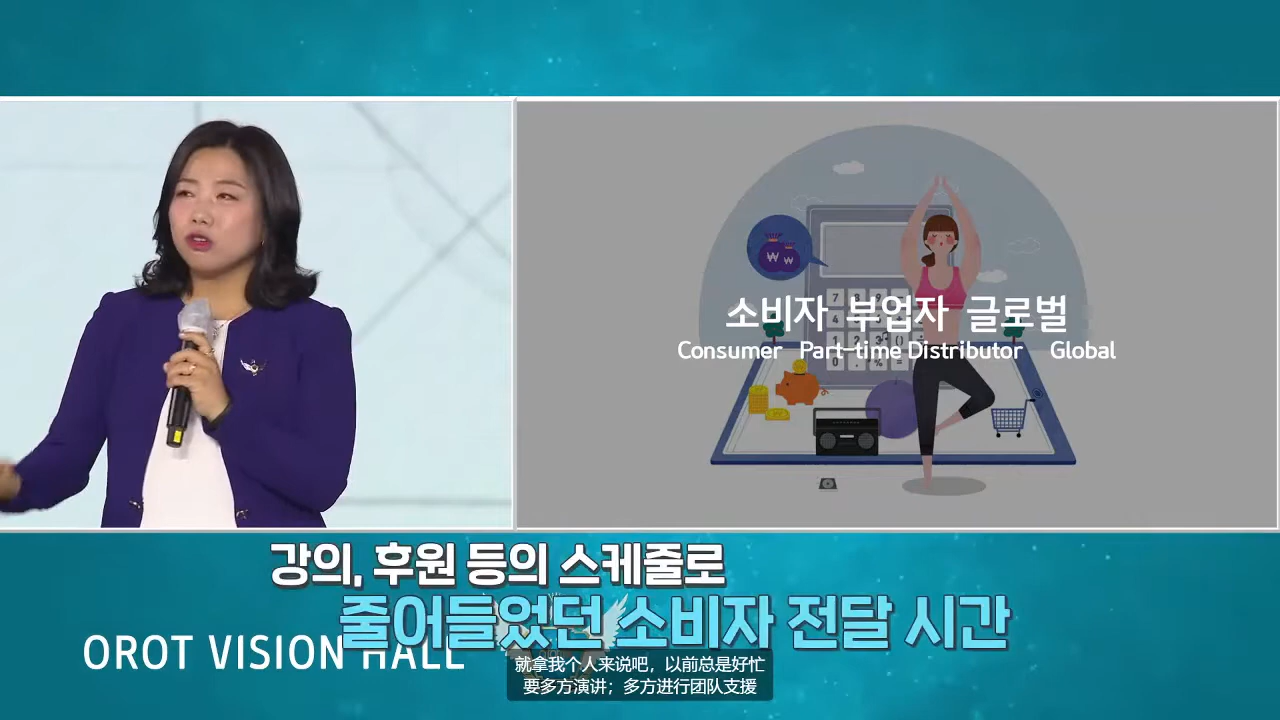 소비자 부업자 글로벌
Consumer Part-time Distributor Global
강의, 후원 등의 스케줄로
줄어들었던 소비자 전달 시간
OROT VISION HALL
就拿我个人来说吧，以前总是好忙
要多方演讲；多方进行团队支援